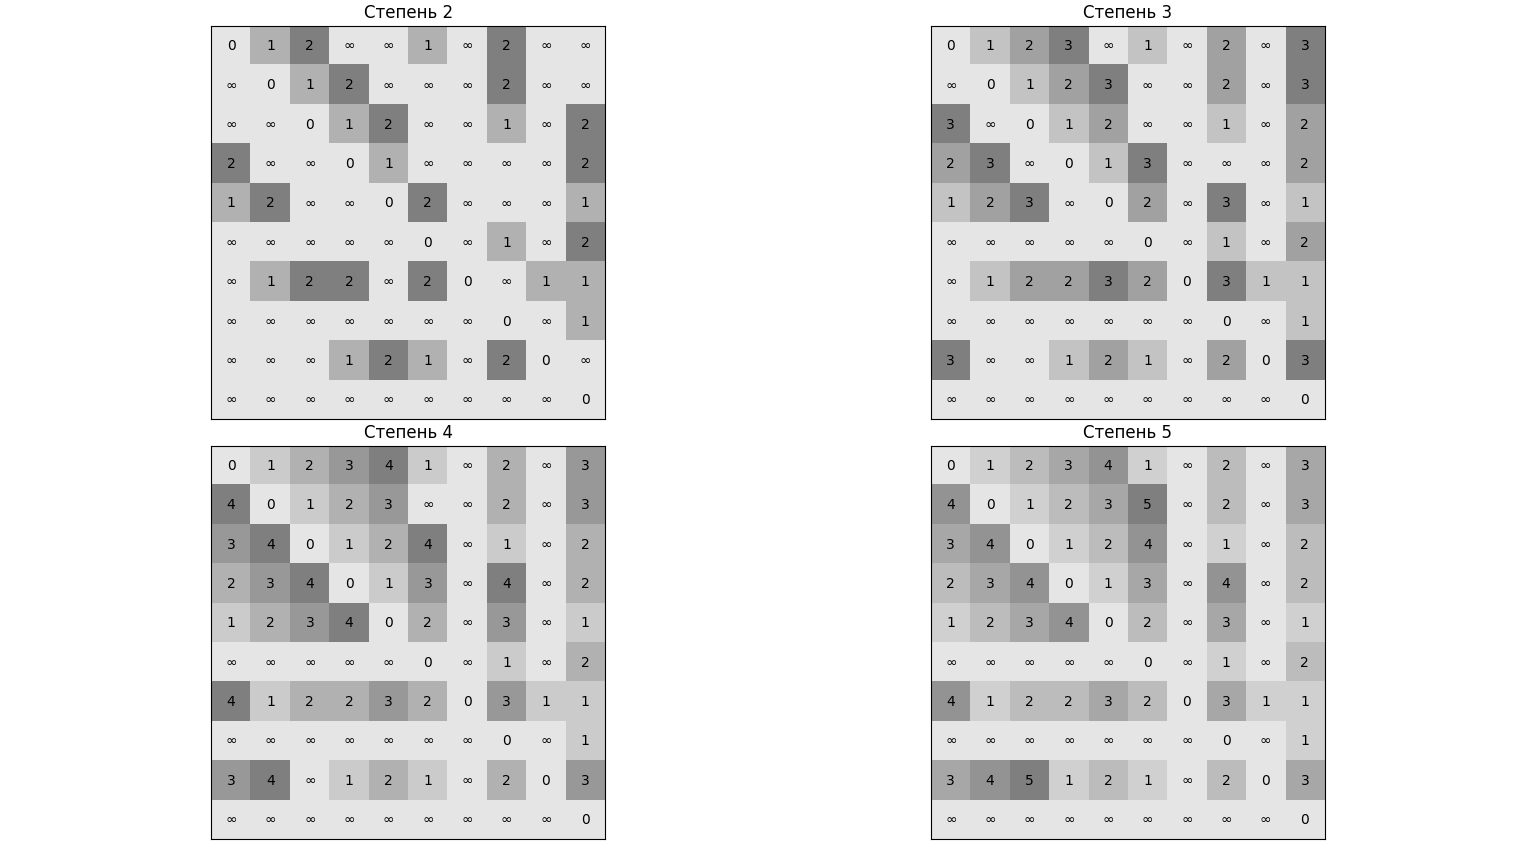 Степень 2
0 1 2 ∞ ∞ 1 ∞ 2 ∞ ∞
∞ 0 1 2 ∞ ∞ ∞ 2 ∞ ∞
∞ ∞ 0 1 2 ∞ ∞ 1 ∞ 2
2 ∞ ∞ 0 1 ∞ ∞ ∞ ∞ 2
1 2 ∞ ∞ 0 2 ∞ ∞ ∞ 1
∞ ∞ ∞ ∞ ∞ 0 ∞ 1 ∞ 2
∞ 1 2 2 ∞ 2 0 ∞ 1 1
∞ ∞ ∞ ∞ ∞ ∞ ∞ 0 ∞ 1
∞ ∞ ∞ 1 2 1 ∞ 2 0 ∞
∞ ∞ ∞ ∞ ∞ ∞ ∞ ∞ ∞ 0
Степень 3
0 1 2 3 ∞ 1 ∞ 2 ∞ 3
∞ 0 1 2 3 ∞ ∞ 2 ∞ 3
3 ∞ 0 1 2 ∞ ∞ 1 ∞ 2
2 3 ∞ 0 1 3 ∞ ∞ ∞ 2
1 2 3 ∞ 0 2 ∞ 3 ∞ 1
∞ ∞ ∞ ∞ ∞ 0 ∞ 1 ∞ 2
∞ 1 2 2 3 2 0 3 1 1
∞ ∞ ∞ ∞ ∞ ∞ ∞ 0 ∞ 1
3 ∞ ∞ 1 2 1 ∞ 2 0 3
∞ ∞ ∞ ∞ ∞ ∞ ∞ ∞ ∞ 0
Степень 4
0 1 2 3 4 1 ∞ 2 ∞ 3
4 0 1 2 3 ∞ ∞ 2 ∞ 3
3 4 0 1 2 4 ∞ 1 ∞ 2
2 3 4 0 1 3 ∞ 4 ∞ 2
1 2 3 4 0 2 ∞ 3 ∞ 1
∞ ∞ ∞ ∞ ∞ 0 ∞ 1 ∞ 2
4 1 2 2 3 2 0 3 1 1
∞ ∞ ∞ ∞ ∞ ∞ ∞ 0 ∞ 1
3 4 ∞ 1 2 1 ∞ 2 0 3
∞ ∞ ∞ ∞ ∞ ∞ ∞ ∞ ∞ 0
Степень 5
0 1 2 3 4 1 ∞ 2 ∞ 3
4 0 1 2 3 5 ∞ 2 ∞ 3
3 4 0 1 2 4 ∞ 1 ∞ 2
2 3 4 0 1 3 ∞ 4 ∞ 2
1 2 3 4 0 2 ∞ 3 ∞ 1
∞ ∞ ∞ ∞ ∞ 0 ∞ 1 ∞ 2
4 1 2 2 3 2 0 3 1 1
∞ ∞ ∞ ∞ ∞ ∞ ∞ 0 ∞ 1
3 4 5 1 2 1 ∞ 2 0 3
∞ ∞ ∞ ∞ ∞ ∞ ∞ ∞ ∞ 0